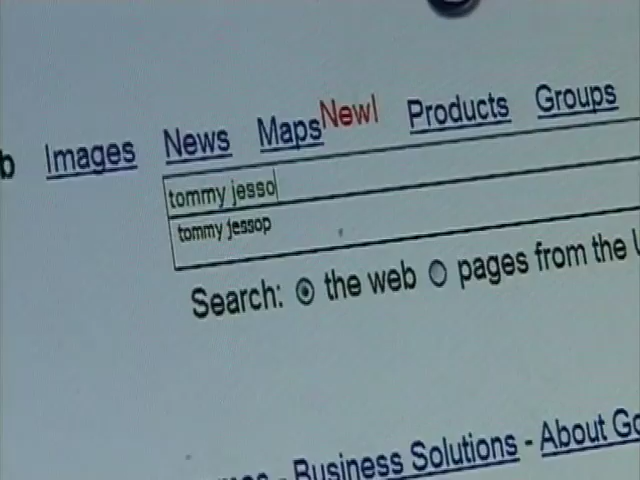 Images News Maps New! Products Groups
tommy jesso
tommy jessop
Search: the web pages from the
- Business Solutions - About